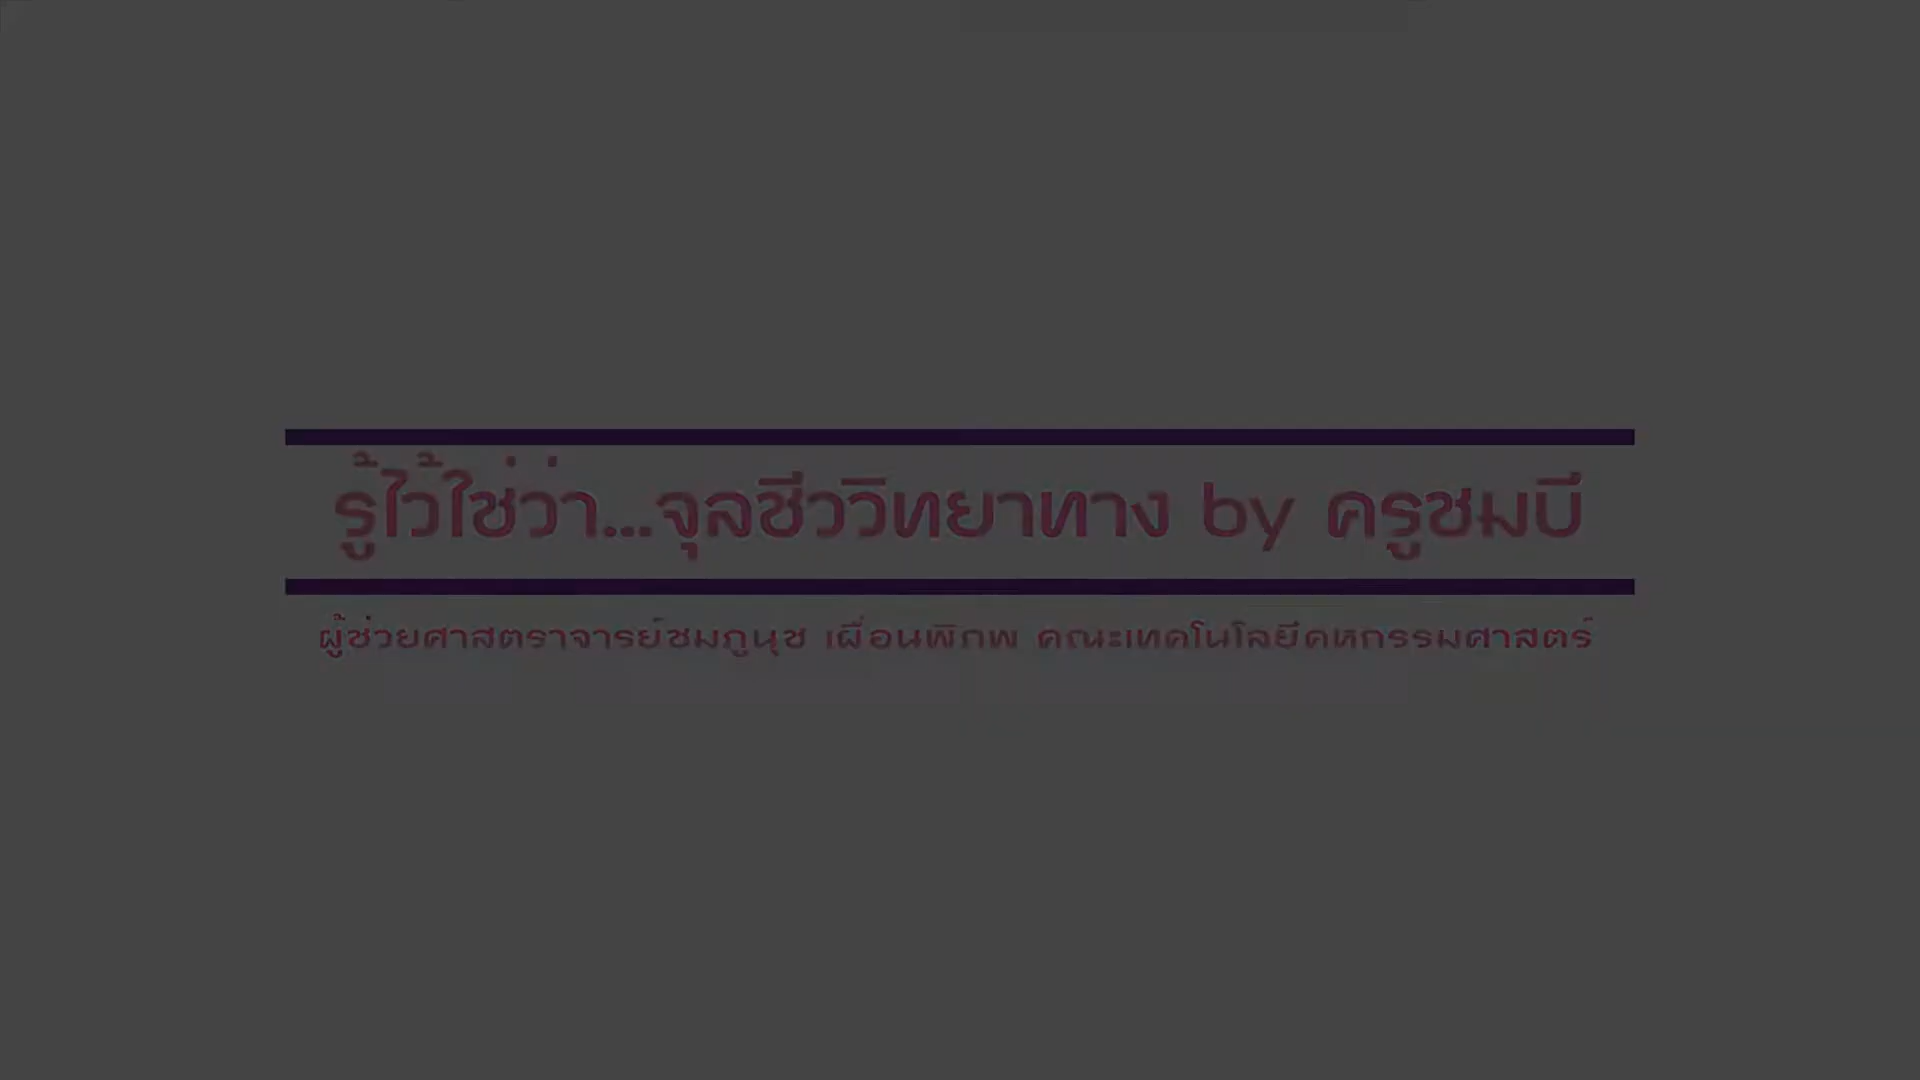 รู้ไว้ใช่ว่า...จุลชีววิทยาทาง by ครูชมบี
ผู้ช่วยศาสตราจารย์ชมภูนุช เผื่อนพิภพ คณะเทคโนโลยีคหกรรมศาสตร์